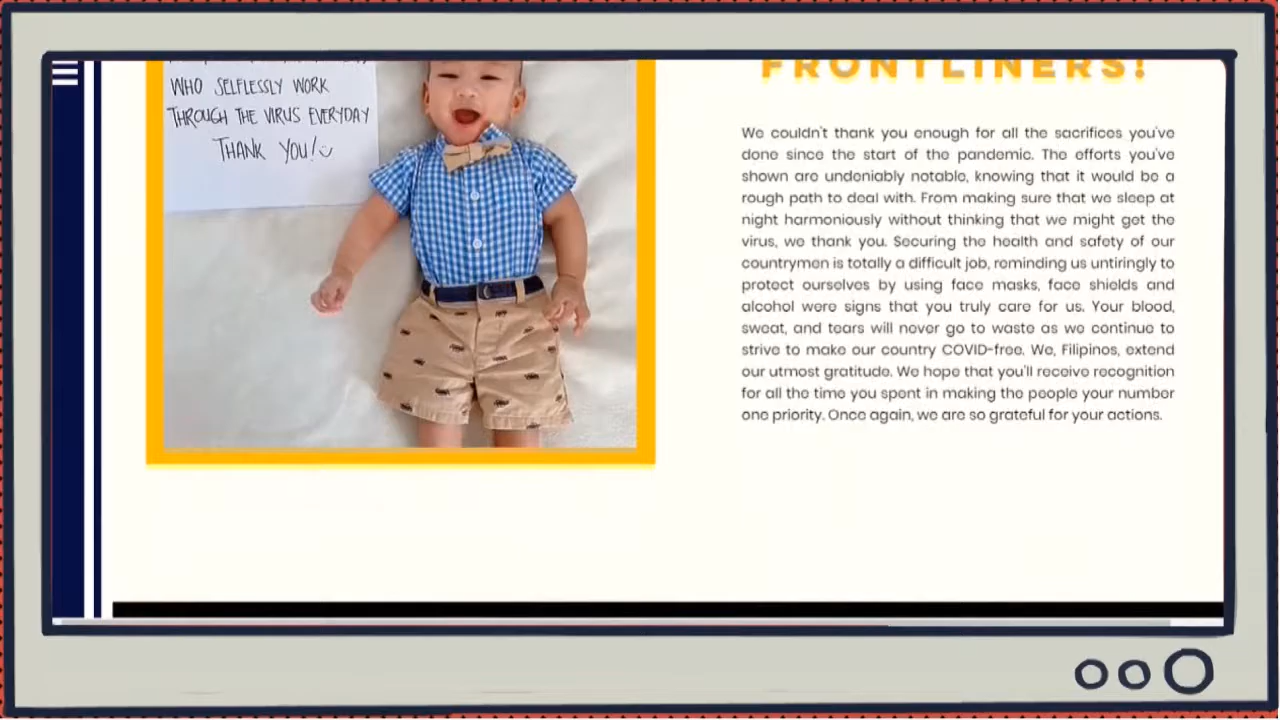 WHO SELFLESSLY WORK
THROUGH THE VIRUS EVERYDAY
THANK YOU!
FRONTLINERS!
We couldn't thank you enough for all the sacrifices you've
done since the start of the pandemic. The efforts you've
shown are undeniably notable, knowing that it would be a
rough path to deal with. From making sure that we sleep at
night harmoniously without thinking that we might get the
virus, we thank you. Securing the health and safety of our
countrymen is totally a difficult job, reminding us untiringly to
protect ourselves by using face masks, face shields and
alcohol were signs that you truly care for us. Your blood,
sweat, and tears will never go to waste as we continue to
strive to make our country COVID-free. We, Filipinos, extend
our utmost gratitude. We hope that you'll receive recognition
for all the time you spent in making the people your number
one priority. Once again, we are so grateful for your actions.